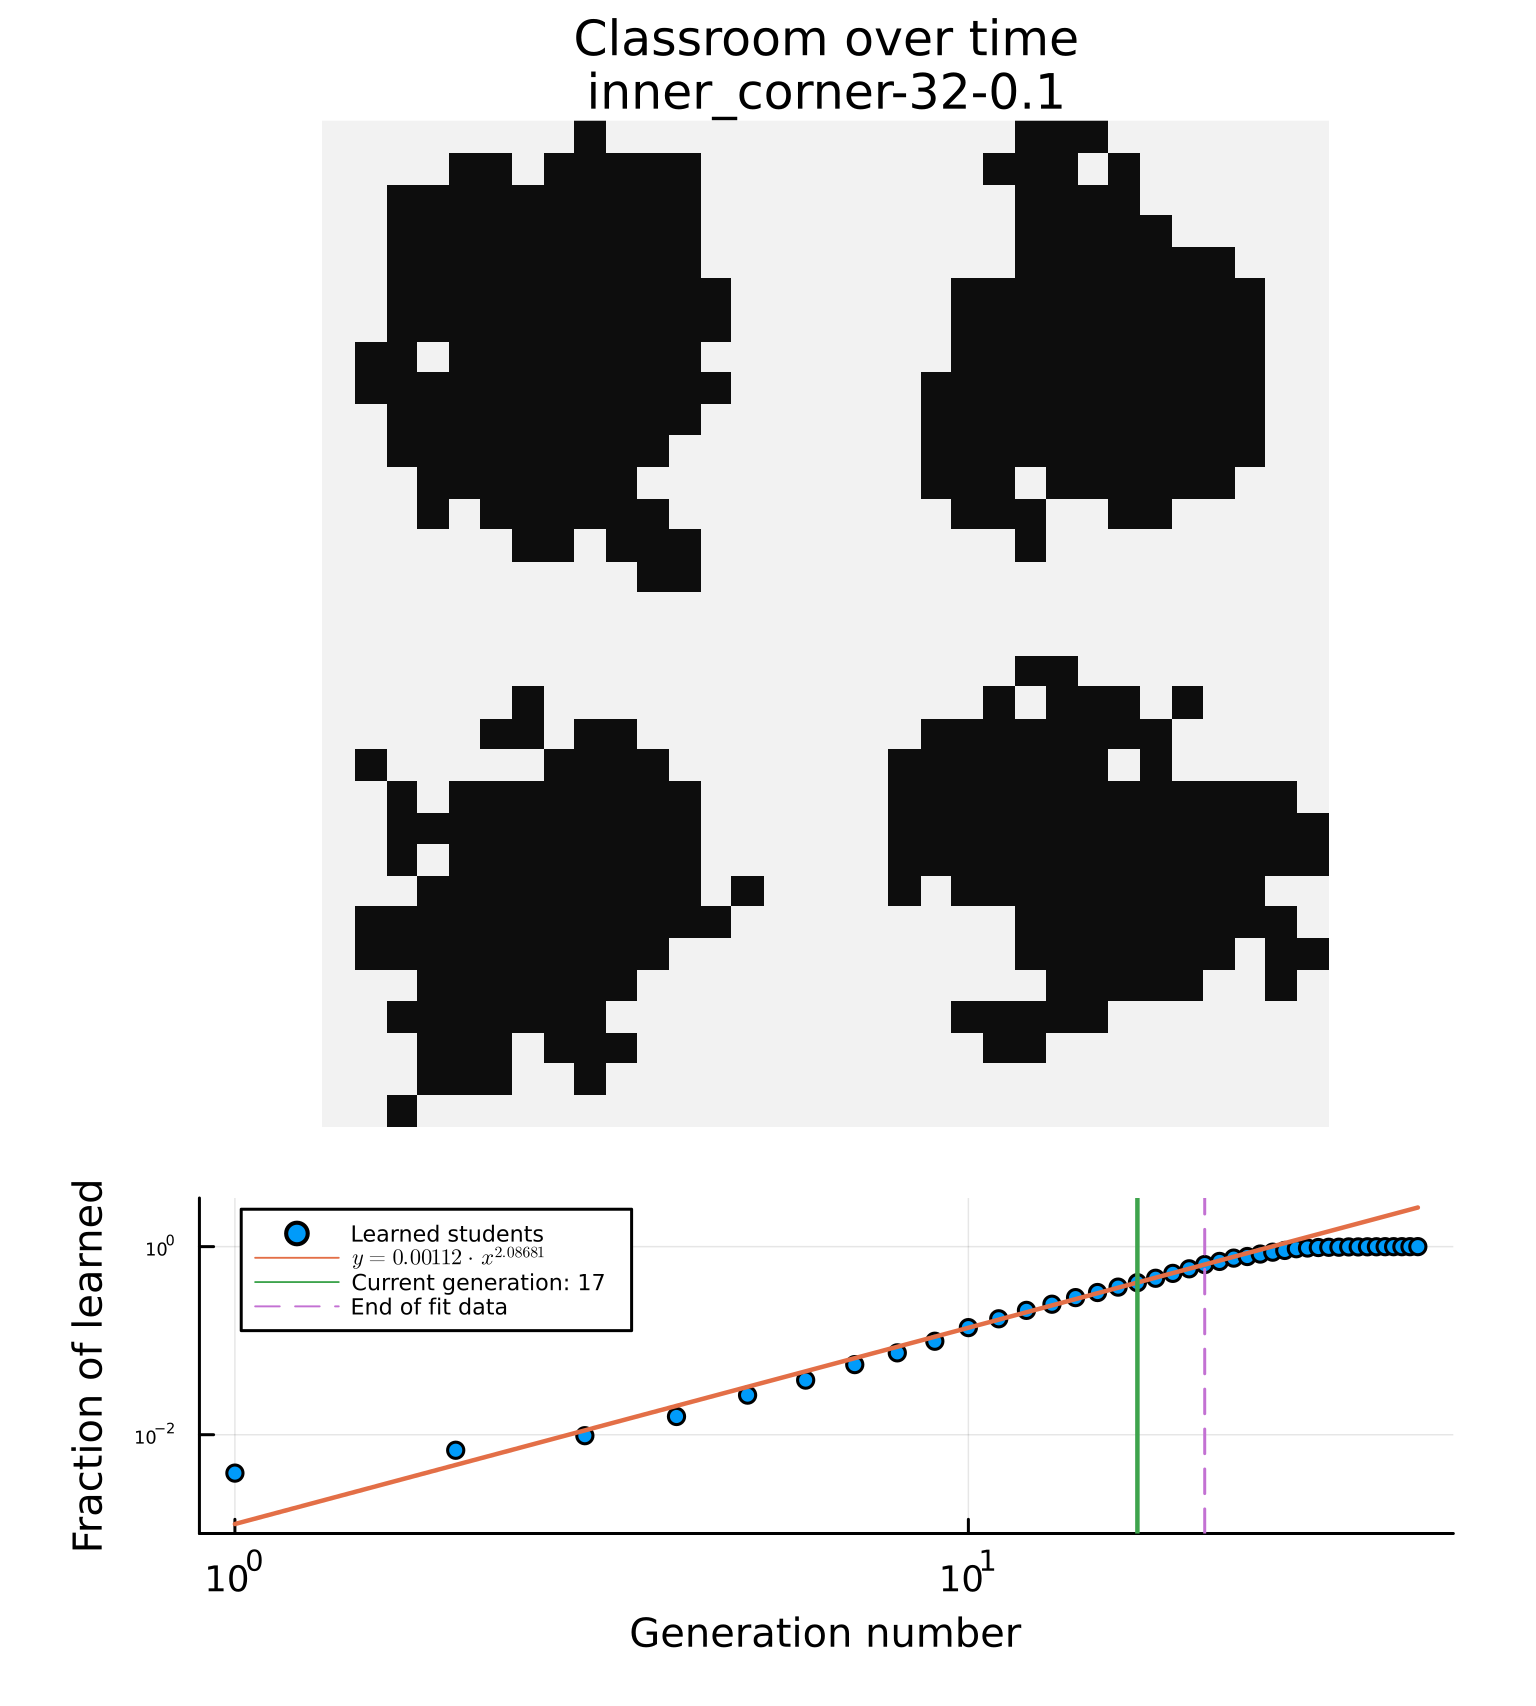 Classroom over time
inner_corner-32-0.1
Fraction of learned
10^0
10^-2
Learned students
y = 0.00112 · x^2.08681
Current generation: 17
End of fit data
10^0
10^1
Generation number